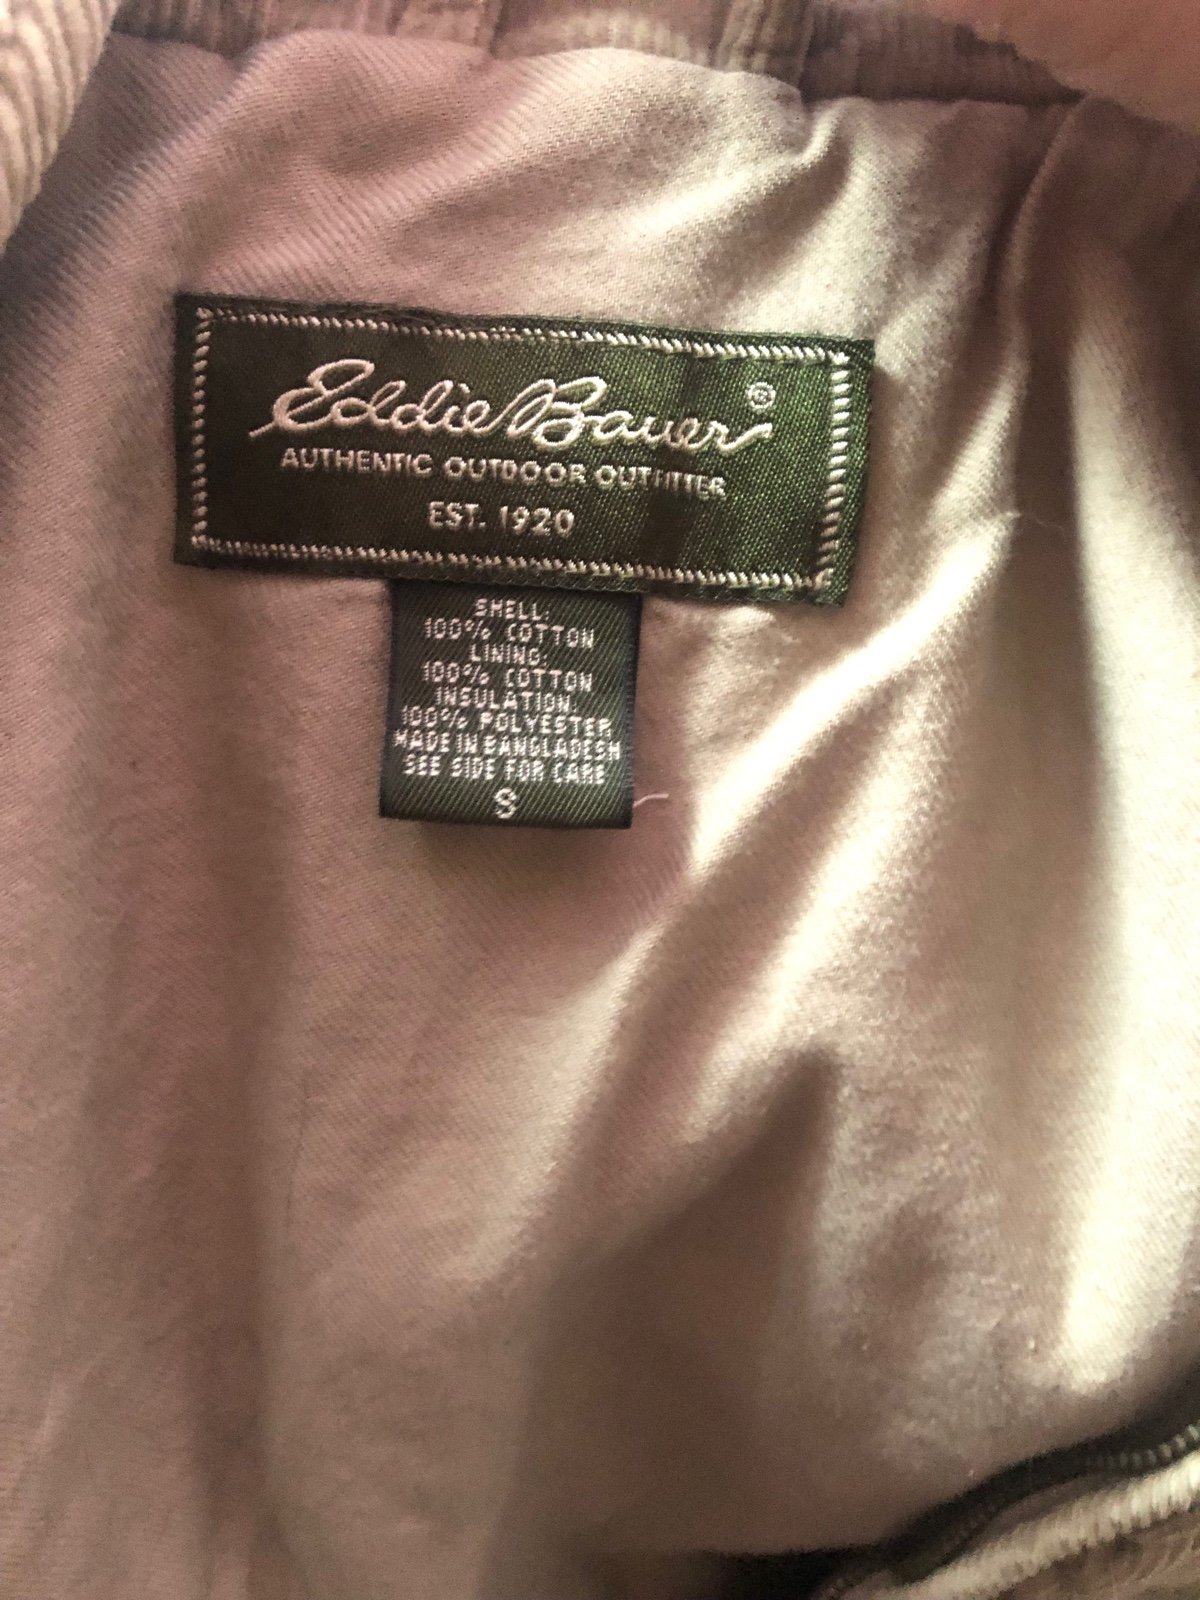 Eddie Bauer®
AUTHENTIC OUTDOOR OUTFITTER
EST. 1920
SHELL:
100% COTTON
LINING:
100% COTTON
INSULATION:
100% POLYESTER
MADE IN BANGLADESH
SEE SIDE FOR CARE
S